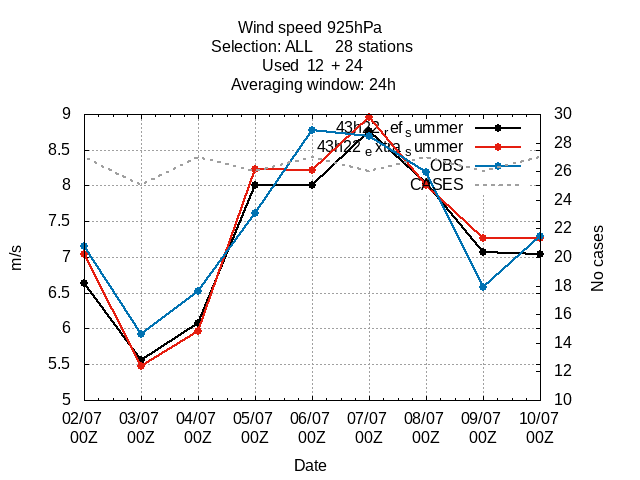 Wind speed 925hPa
Selection: ALL 28 stations
Used 12 + 24
Averaging window: 24h
43h22_ref_summer
43h22_extra_summer
OBS
CASES
9
8.5
8
7.5
7
6.5
6
5.5
5
m/s
30
28
26
24
22
20
18
16
14
12
10
No cases
02/07 03/07 04/07 05/07 06/07 07/07 08/07 09/07 10/07
00Z 00Z 00Z 00Z 00Z 00Z 00Z 00Z 00Z
Date